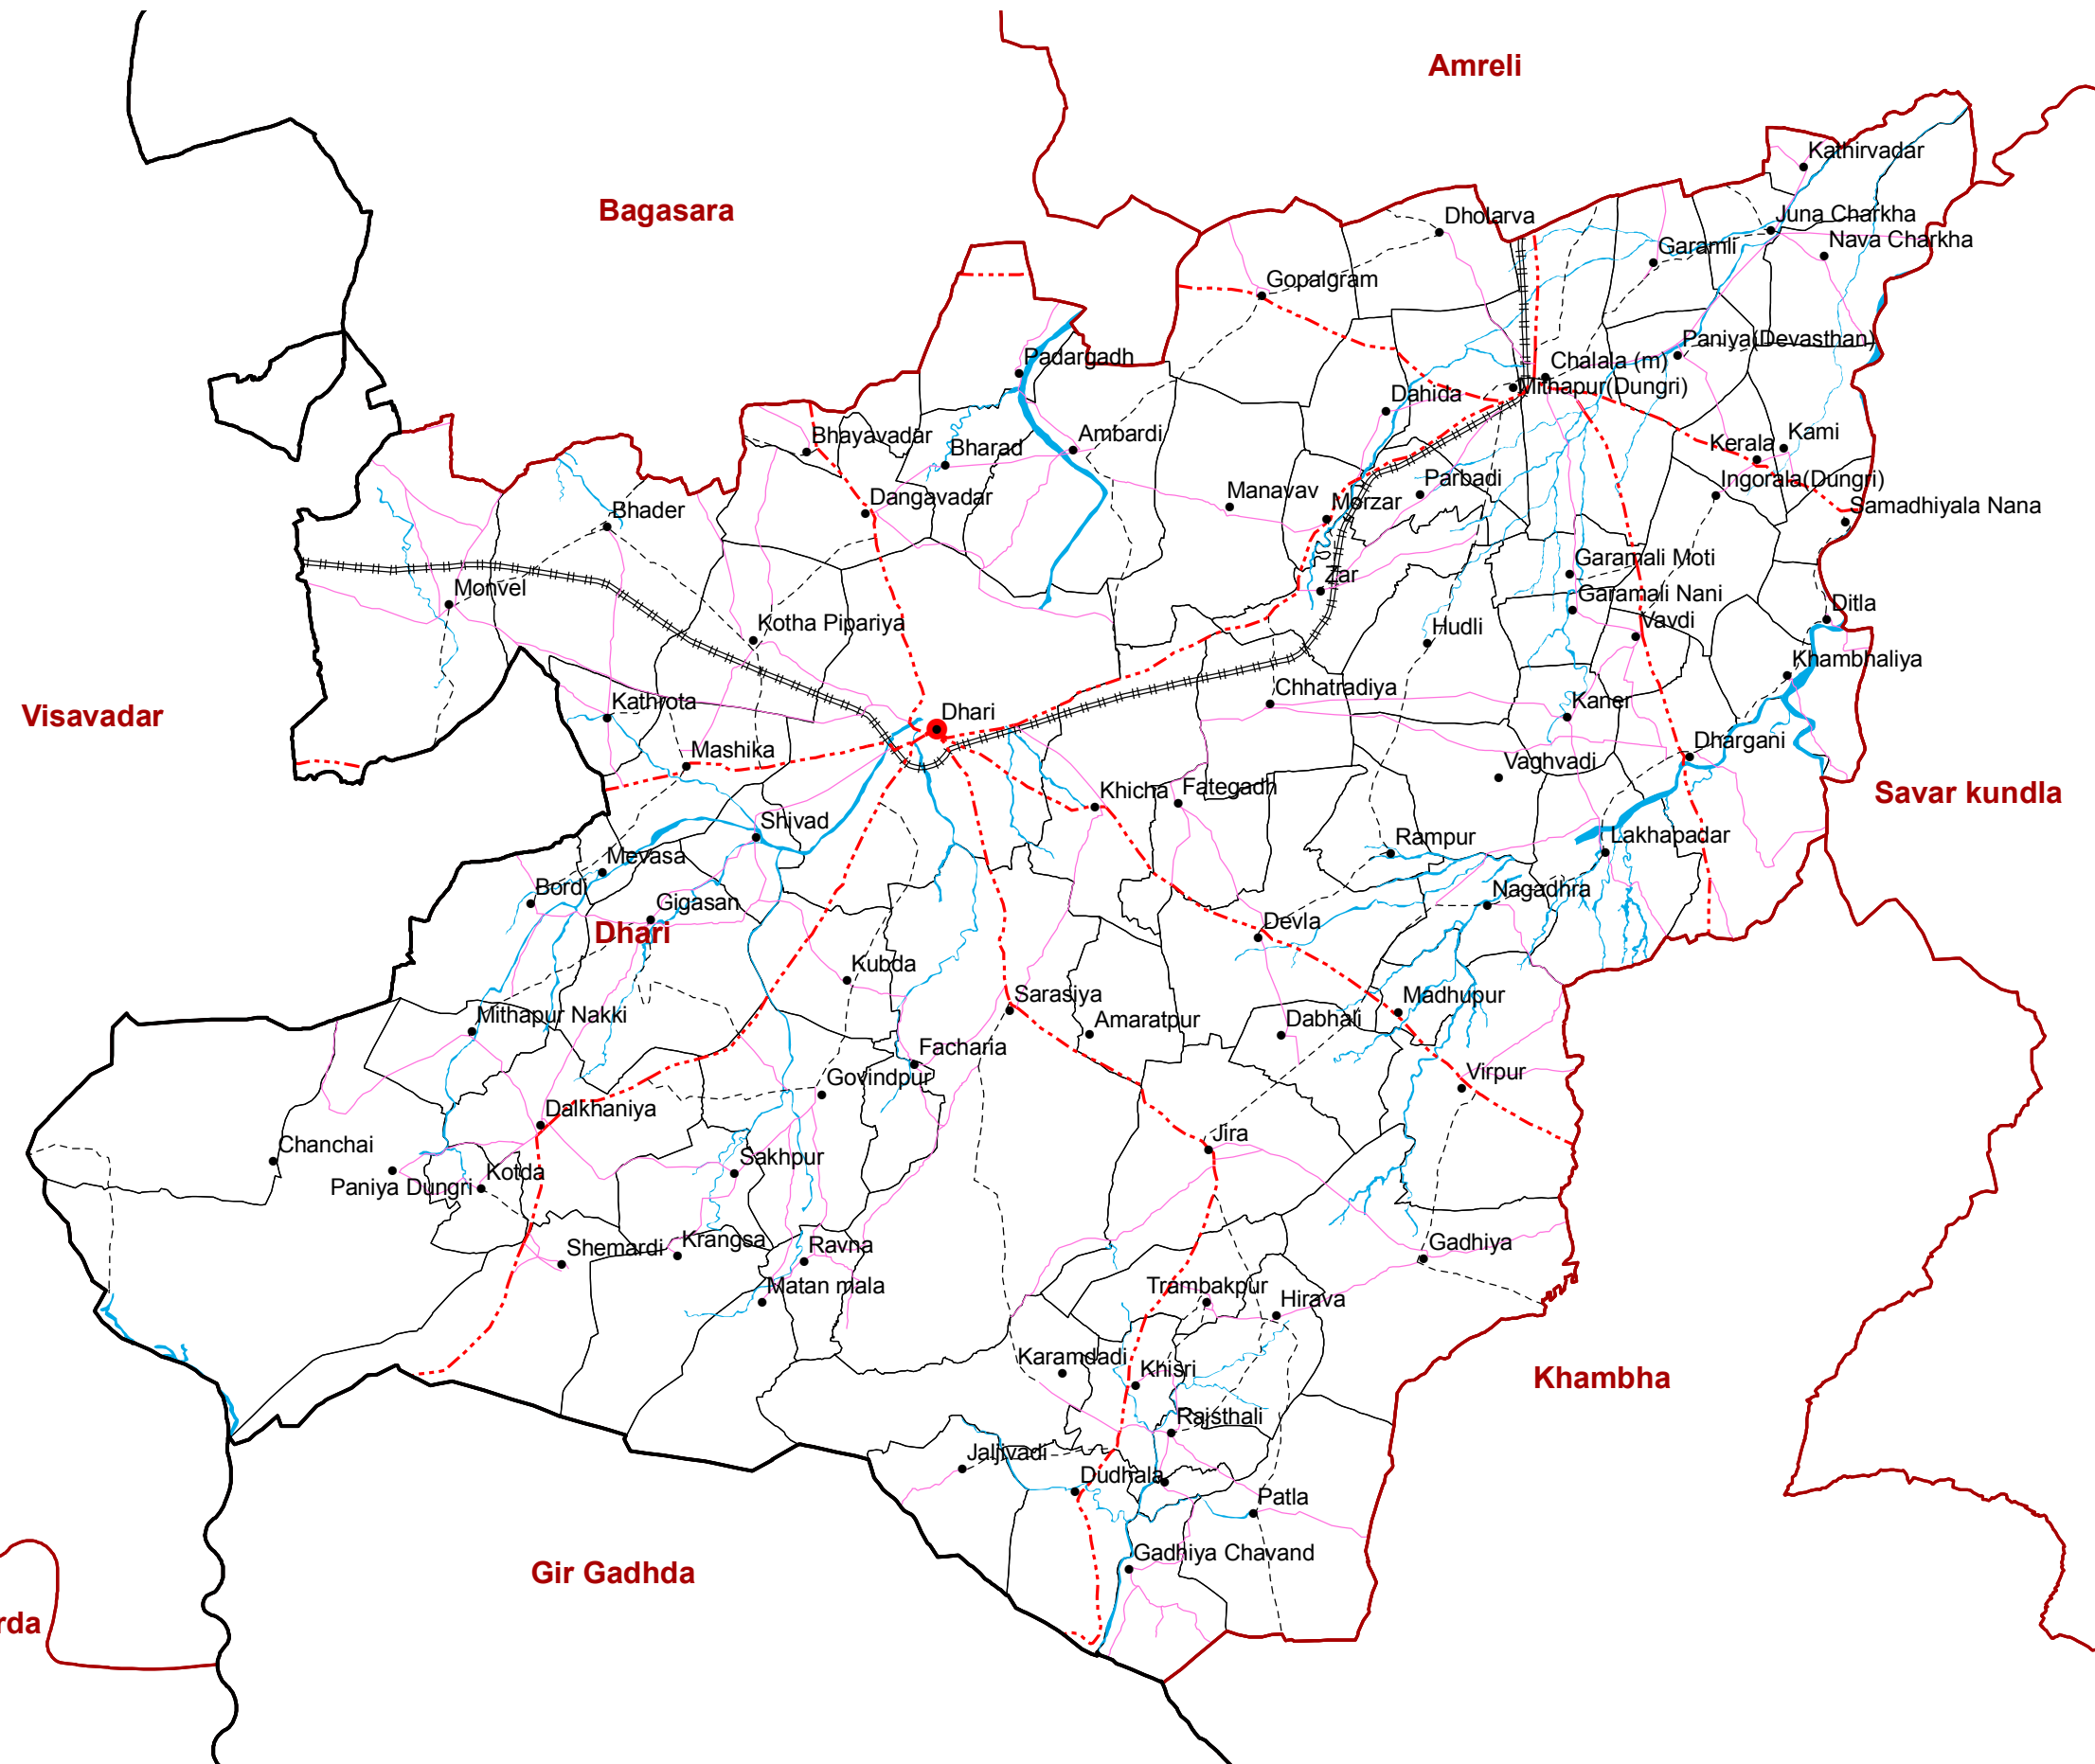 Amreli
Kathirvadar
Bagasara
Dholarva
Juna Charkha
Nava Charkha
Garamli
Gopalgram
Padargadh
Paniya(Devasthan)
Chalala (m)
Mithapur(Dungri)
Dahida
Bhayavadar
Ambardi
Bharad
Kerala
Kami
Parbadi
Ingorala(Dungri)
Manavav
Dangavadar
Morzar
Samadhiyala Nana
Bhader
Garamali Moti
Zar
Monvel
Garamali Nani
Ditla
Kotha Pipariya
Hudli
Vavdi
Khambhaliya
Chhatradiya
Kathrota
Kaner
Visavadar
Dhari
Mashika
Dhargani
Vaghvadi
Khicha
Fategadh
Savar kundla
Shivad
Rampur
Lakhapadar
Mevasa
Bordi
Nagadhra
Gigasan
Devla
Dhari
Kubda
Sarasiya
Madhupur
Mithapur Nakki
Amaratpur
Dabhali
Facharia
Govindpur
Virpur
Dalkhaniya
Jira
Chanchai
Sakhpur
Kotda
Paniya Dungri
Krangsa
Shemardi
Ravna
Gadhiya
Matan mala
Trambakpur
Hirava
Karamdadi
Khisri
Khambha
Rajsthali
Jaljivadi
Dudhala
Patla
Gadhiya Chavand
Gir Gadhda
rda